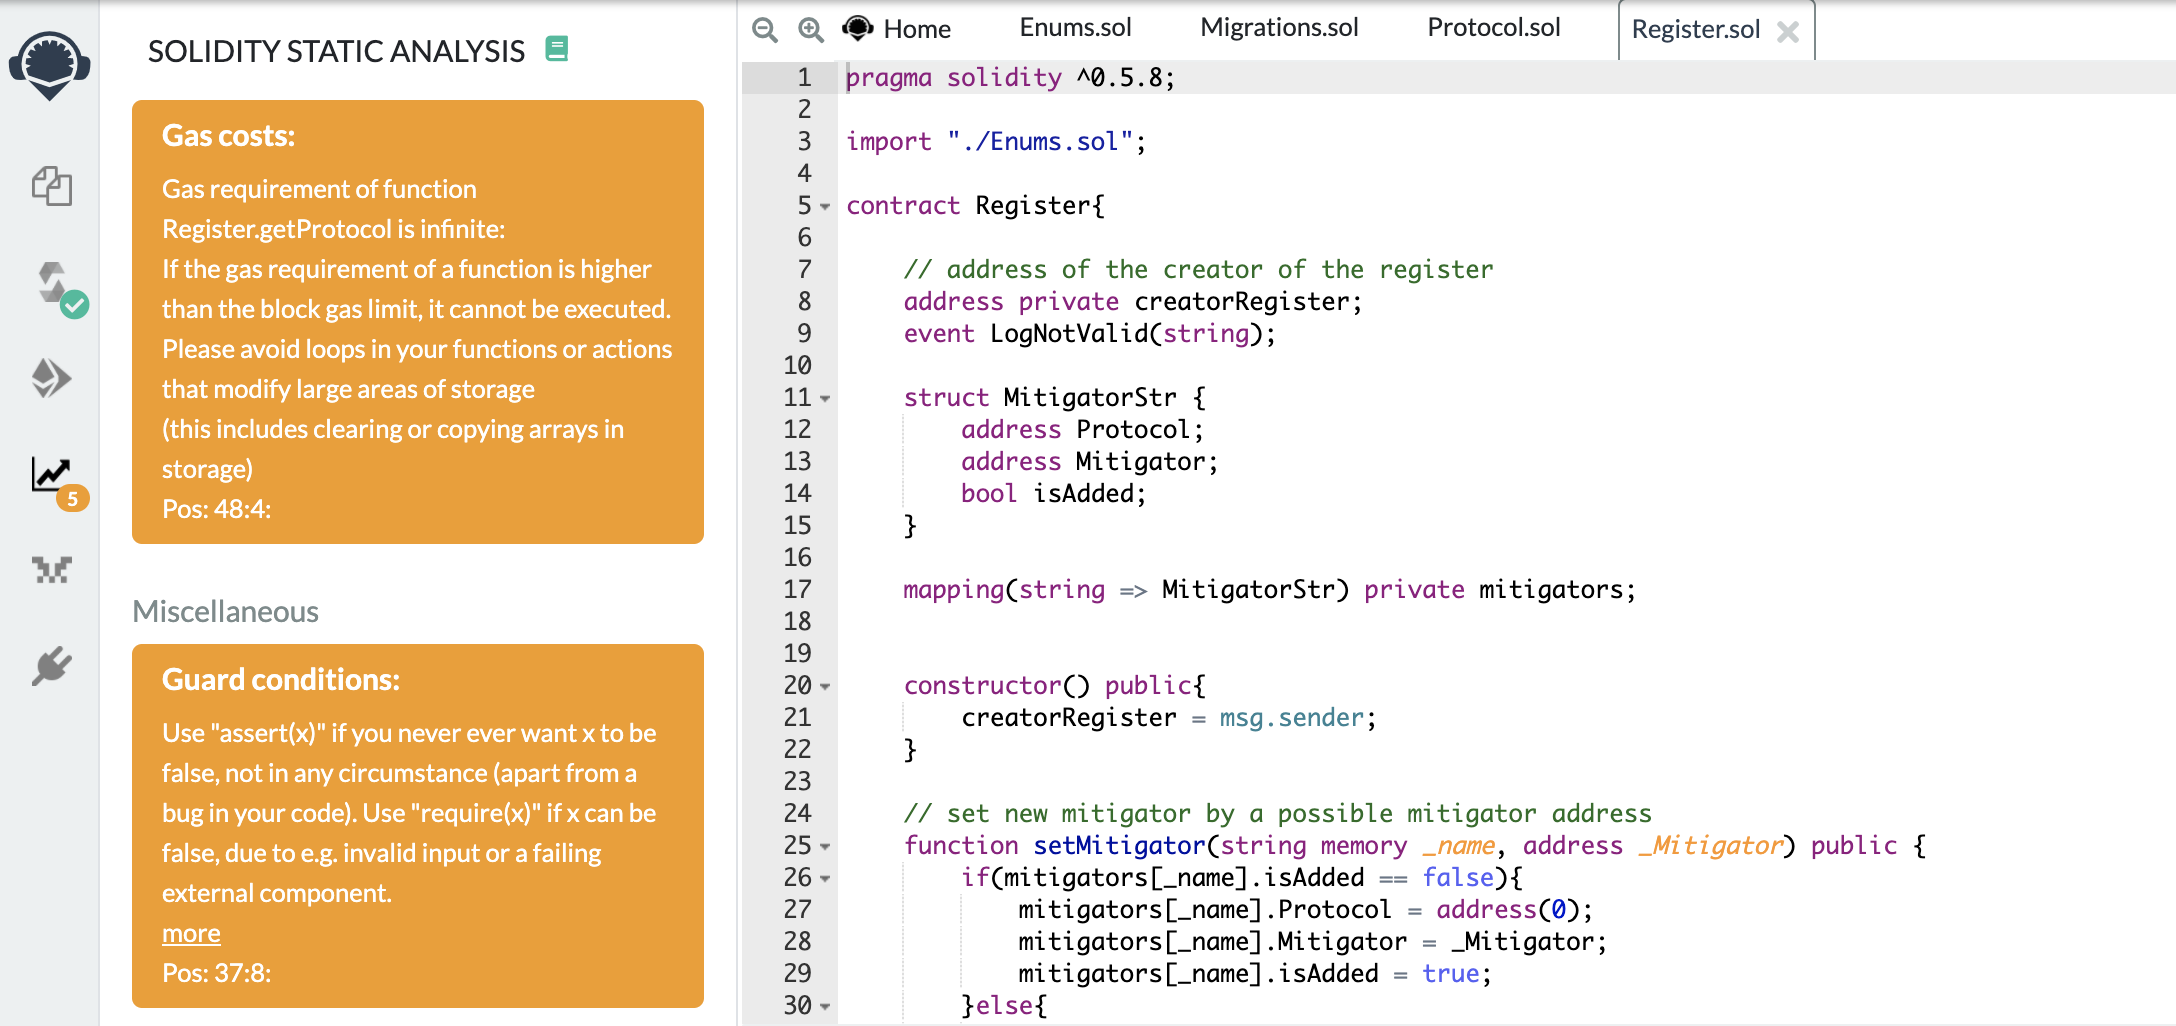 SOLIDITY STATIC ANALYSIS
Gas costs:
Gas requirement of function
Register.getProtocol is infinite:
If the gas requirement of a function is higher
than the block gas limit, it cannot be executed.
Please avoid loops in your functions or actions
that modify large areas of storage
(this includes clearing or copying arrays in
storage)
Pos: 48:4:
5
Miscellaneous
Guard conditions:
Use "assert(x)" if you never ever want x to be
false, not in any circumstance (apart from a
bug in your code). Use "require(x)" if x can be
false, due to e.g. invalid input or a failing
external component.
more
Pos: 37:8:
Home Enums.sol Migrations.sol Protocol.sol Register.sol
1 pragma solidity ^0.5.8;
2
3 import "./Enums.sol";
4
5 contract Register{
6
7     // address of the creator of the register
8     address private creatorRegister;
9     event LogNotValid(string);
10
11     struct MitigatorStr {
12         address Protocol;
13         address Mitigator;
14         bool isAdded;
15     }
16
17     mapping(string => MitigatorStr) private mitigators;
18
19
20     constructor() public{
21         creatorRegister = msg.sender;
22     }
23
24     // set new mitigator by a possible mitigator address
25     function setMitigator(string memory _name, address _Mitigator) public {
26         if(mitigators[_name].isAdded == false){
27             mitigators[_name].Protocol = address(0);
28             mitigators[_name].Mitigator = _Mitigator;
29             mitigators[_name].isAdded = true;
30         }else{